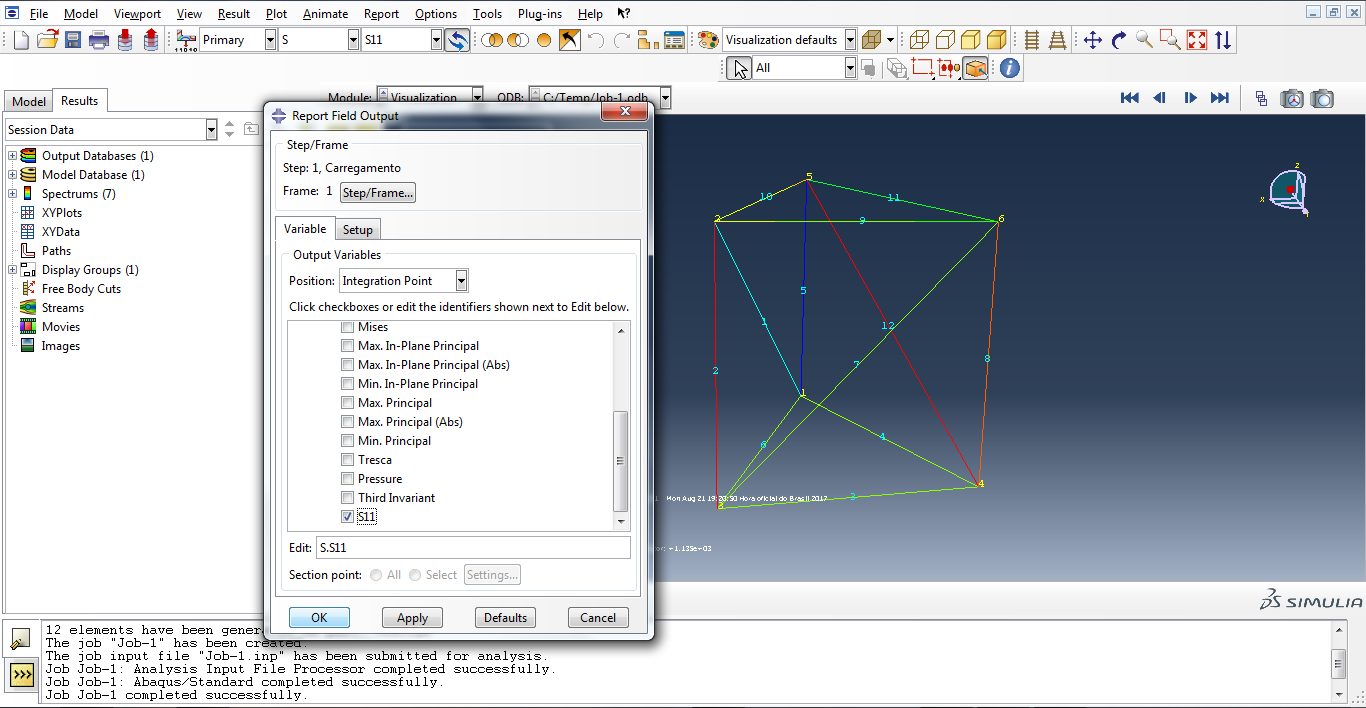 File Model Viewport View Result Plot Animate Report Options Tools Plug-ins Help
Primary S S11 Visualization defaults
All
Model Results
Module: Visualization ODB: C:/Temp/Job-1.odb
Session Data
Output Databases (1)
Model Database (1)
Spectrums (7)
XYPlots
XYData
Paths
Display Groups (1)
Free Body Cuts
Streams
Movies
Images
Report Field Output
Step/Frame
Step: 1, Carregamento
Frame: 1 Step/Frame...
Variable Setup
Output Variables
Position: Integration Point
Click checkboxes or edit the identifiers shown next to Edit below.
Mises
Max. In-Plane Principal
Max. In-Plane Principal (Abs)
Min. In-Plane Principal
Max. Principal
Max. Principal (Abs)
Min. Principal
Tresca
Pressure
Third Invariant
S11
Edit: S.S11
Section point: All Select Settings...
OK Apply Defaults Cancel
z
x
5
10
11
2
6
9
5
1
12
7
8
2
1
6
4
4
3
Mon Aug 21 19:20:50 Hora oficial do Brasil 2017
+1.135e+03
SIMULIA
12 elements have been gener
The job "Job-1" has been created.
The job input file "Job-1.inp" has been submitted for analysis.
Job Job-1: Analysis Input File Processor completed successfully.
Job Job-1: Abaqus/Standard completed successfully.
Job Job-1 completed successfully.